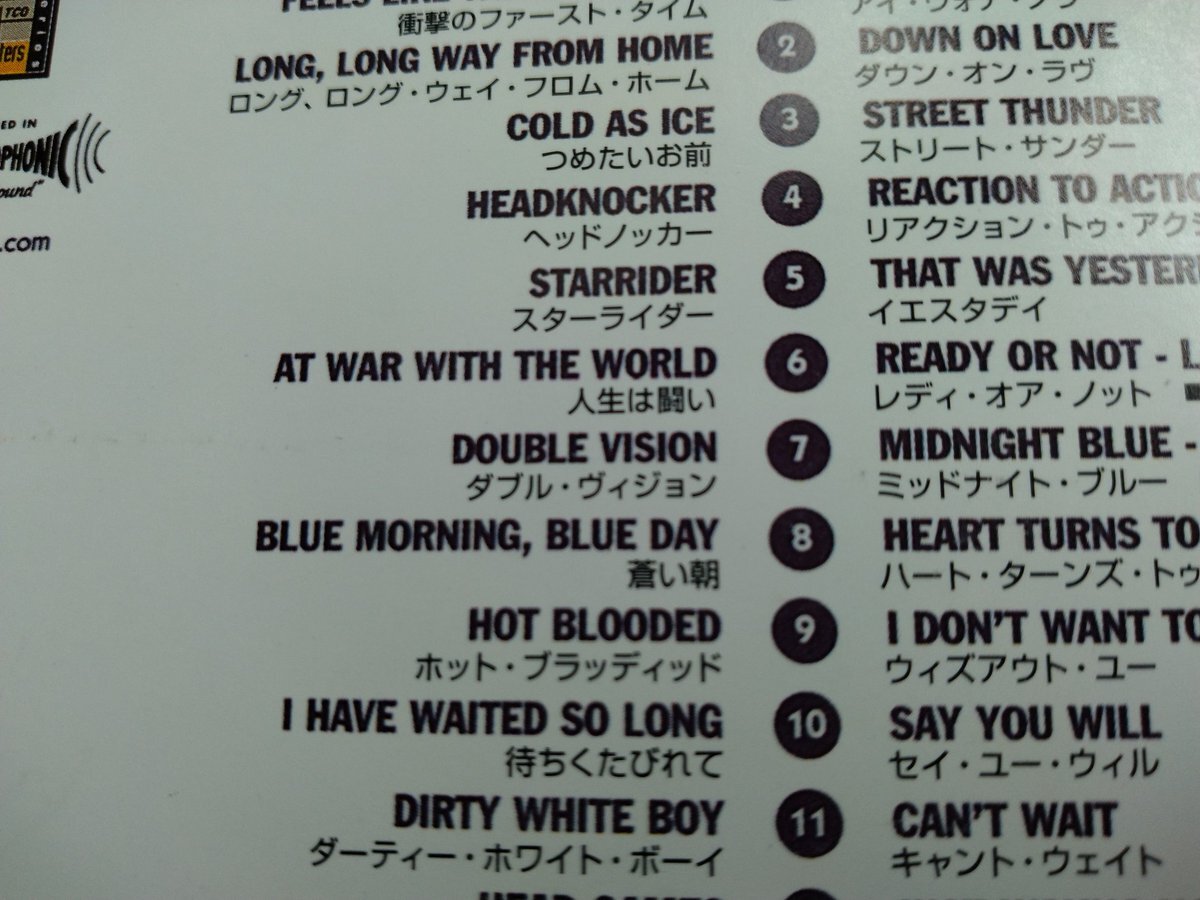 TCO
ters
ED IN
PHONIC
ound"
.com
FEELS LIKE
衝撃のファースト・タイム
LONG, LONG WAY FROM HOME
ロング、ロング・ウェイ・フロム・ホーム
COLD AS ICE
つめたいお前
HEADKNOCKER
ヘッドノッカー
STARRIDER
スターライダー
AT WAR WITH THE WORLD
人生は闘い
DOUBLE VISION
ダブル・ヴィジョン
BLUE MORNING, BLUE DAY
蒼い朝
HOT BLOODED
ホット・ブラッディッド
I HAVE WAITED SO LONG
待ちくたびれて
DIRTY WHITE BOY
ダーティー・ホワイト・ボーイ
HEAD GAMES
2 DOWN ON LOVE
ダウン・オン・ラヴ
3 STREET THUNDER
ストリート・サンダー
4 REACTION TO ACTIO
リアクション・トゥ・アクシ
5 THAT WAS YESTER
イエスタデイ
6 READY OR NOT - L
レディ・オア・ノット
7 MIDNIGHT BLUE -
ミッドナイト・ブルー
8 HEART TURNS TO
ハート・ターンズ・トゥ
9 I DON'T WANT TO
ウィズアウト・ユー
10 SAY YOU WILL
セイ・ユー・ウィル
11 CAN'T WAIT
キャント・ウェイト